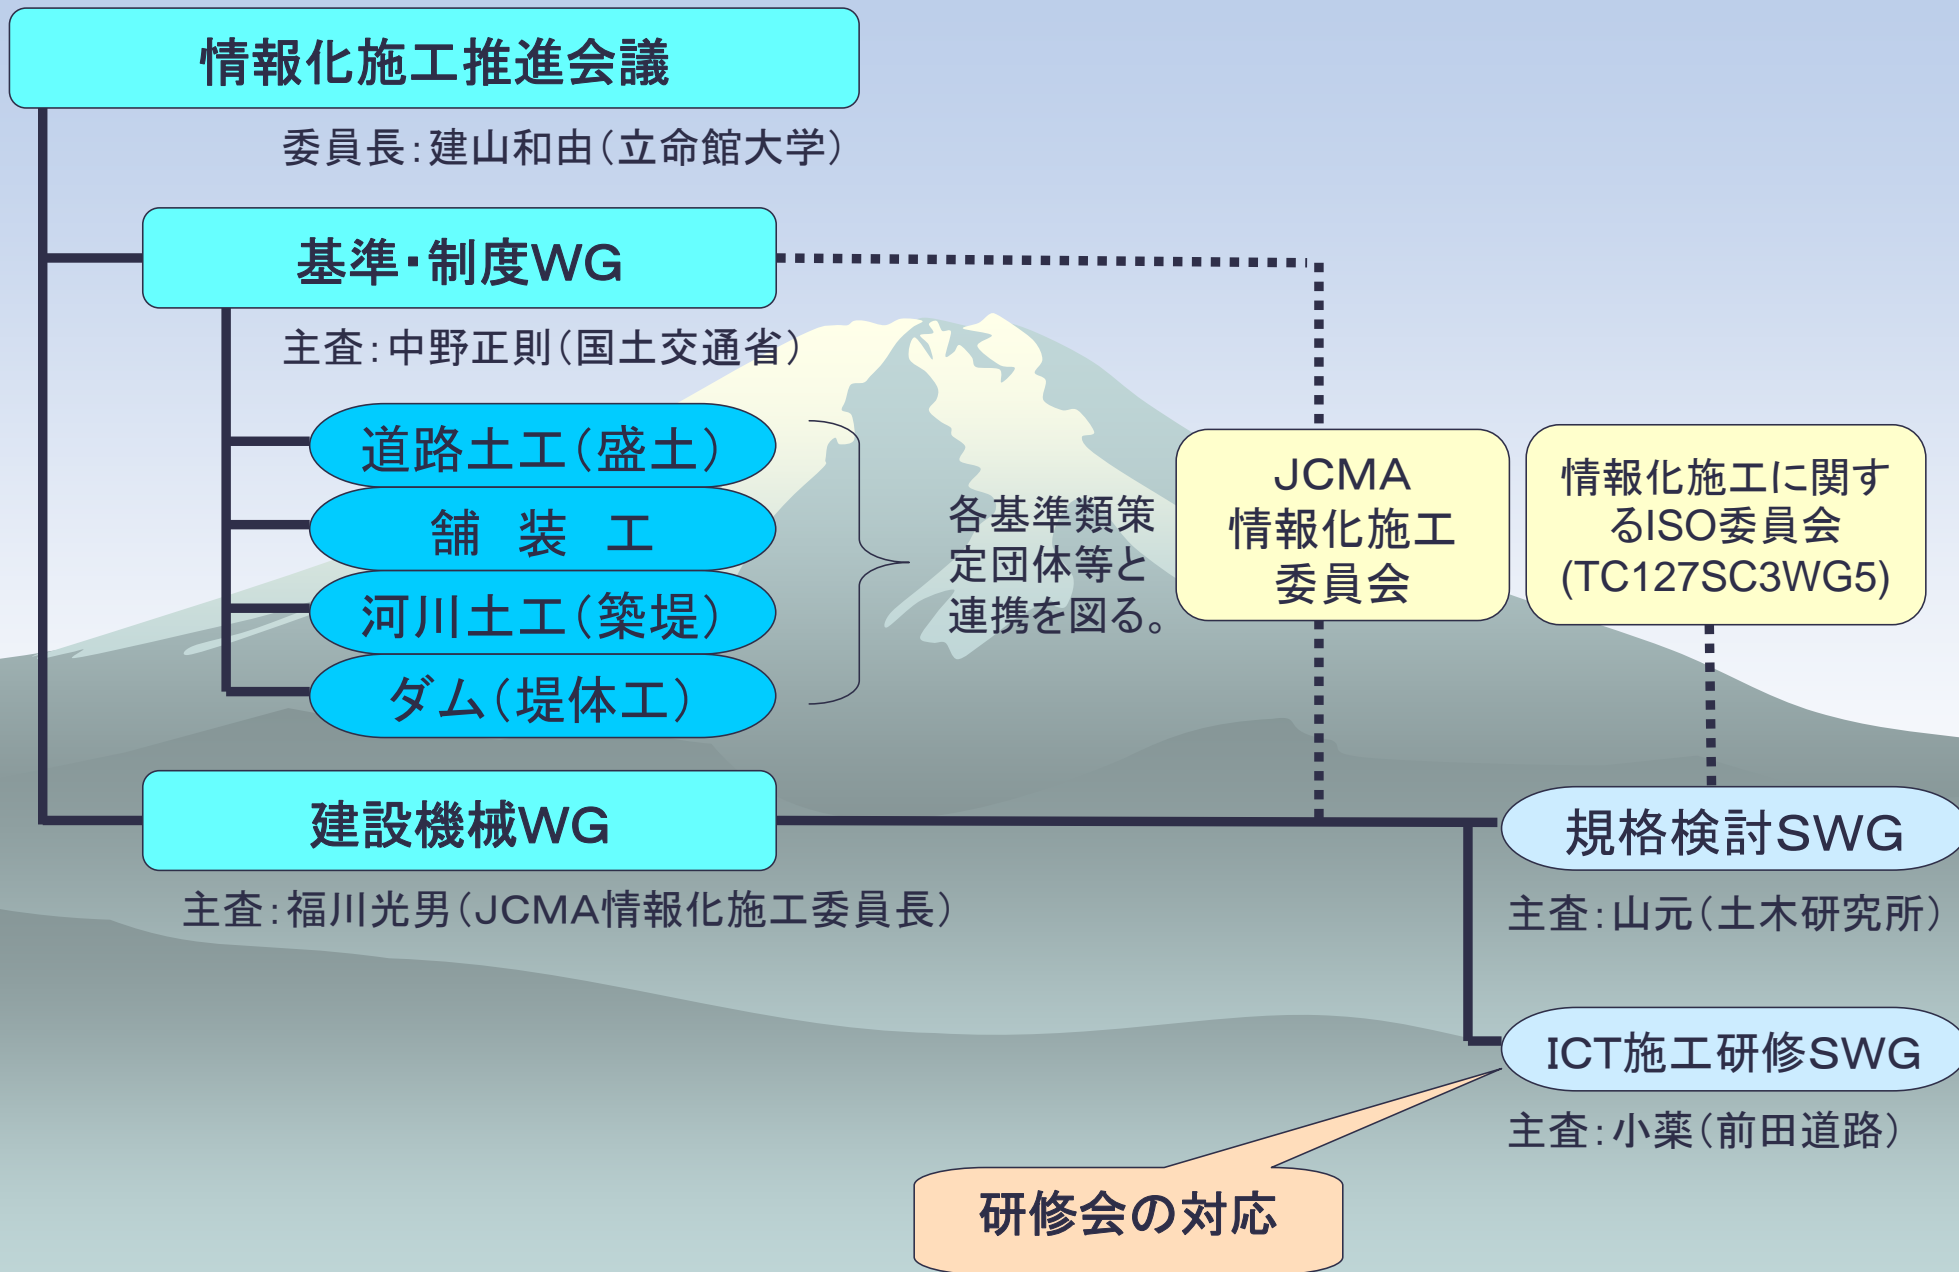 情報化施工推進会議
委員長：建山和由（立命館大学）
基準・制度WG
主査：中野正則（国土交通省）
道路土工（盛土）
舗　装　工
河川土工（築堤）
ダム（堤体工）
各基準類策
定団体等と
連携を図る。
JCMA
情報化施工
委員会
情報化施工に関す
るISO委員会
(TC127SC3WG5)
建設機械WG
主査：福川光男（JCMA情報化施工委員長）
規格検討SWG
主査：山元（土木研究所）
ICT施工研修SWG
主査：小薬（前田道路）
研修会の対応